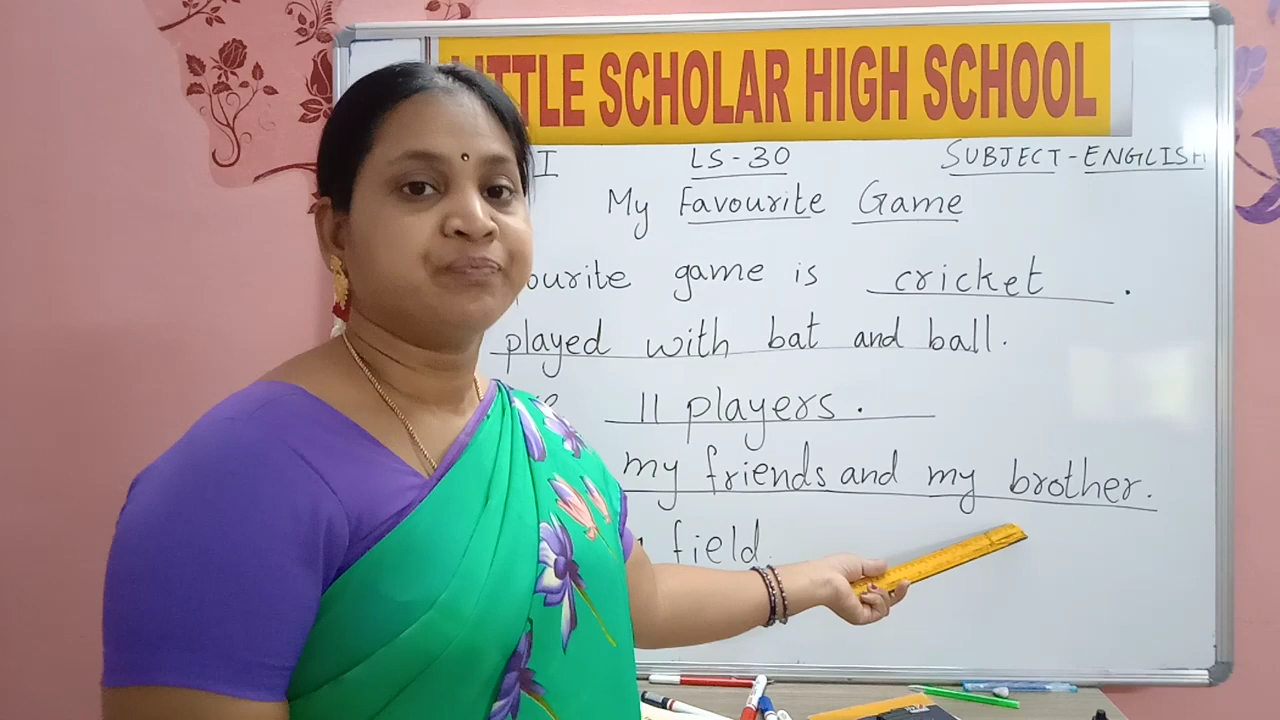 LITTLE SCHOLAR HIGH SCHOOL
I LS-30 SUBJECT-ENGLISH
My Favourite Game
ourite game is cricket.
played with bat and ball.
11 players.
my friends and my brother.
field.